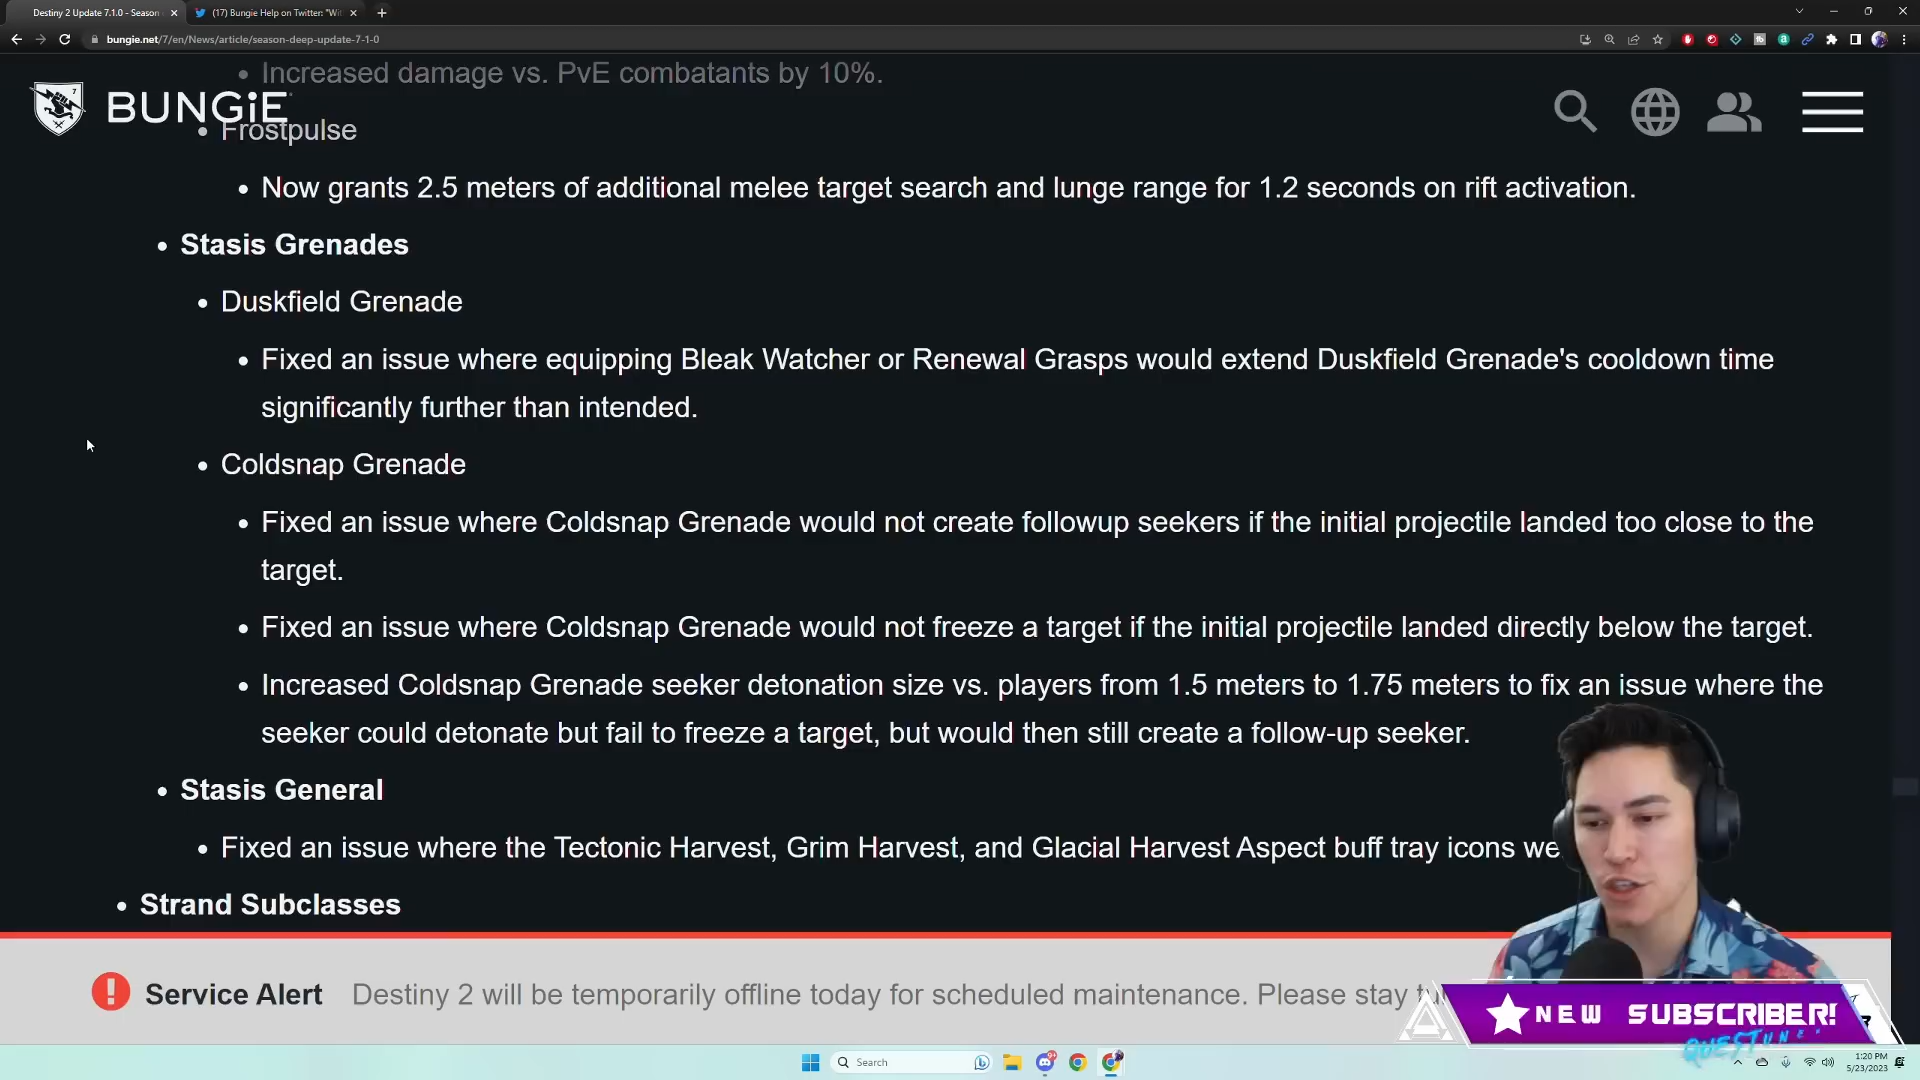 Destiny 2 Update 7.1.0 - Season
(17) Bungie Help on Twitter: "Wit
bungie.net/7/en/News/article/season-deep-update-7-1-0
Increased damage vs. PvE combatants by 10%.
7
BUNGiE
Frostpulse
Now grants 2.5 meters of additional melee target search and lunge range for 1.2 seconds on rift activation.
Stasis Grenades
Duskfield Grenade
Fixed an issue where equipping Bleak Watcher or Renewal Grasps would extend Duskfield Grenade's cooldown time
significantly further than intended.
Coldsnap Grenade
Fixed an issue where Coldsnap Grenade would not create followup seekers if the initial projectile landed too close to the
target.
Fixed an issue where Coldsnap Grenade would not freeze a target if the initial projectile landed directly below the target.
Increased Coldsnap Grenade seeker detonation size vs. players from 1.5 meters to 1.75 meters to fix an issue where the
seeker could detonate but fail to freeze a target, but would then still create a follow-up seeker.
Stasis General
Fixed an issue where the Tectonic Harvest, Grim Harvest, and Glacial Harvest Aspect buff tray icons we
Strand Subclasses
Service Alert Destiny 2 will be temporarily offline today for scheduled maintenance. Please stay
NEW SUBSCRIBER!
Search
1:20 PM
5/23/2023